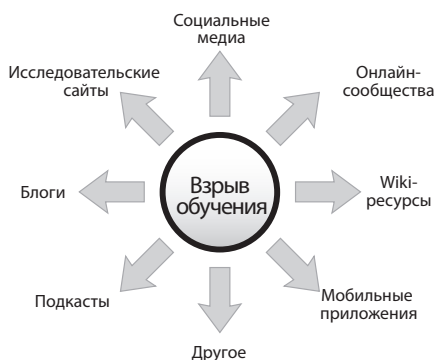 Социальные
медиа
Исследовательские
сайты
Онлайн-
сообщества
Блоги
Взрыв
обучения
Wiki-
ресурсы
Подкасты
Мобильные
приложения
Другое